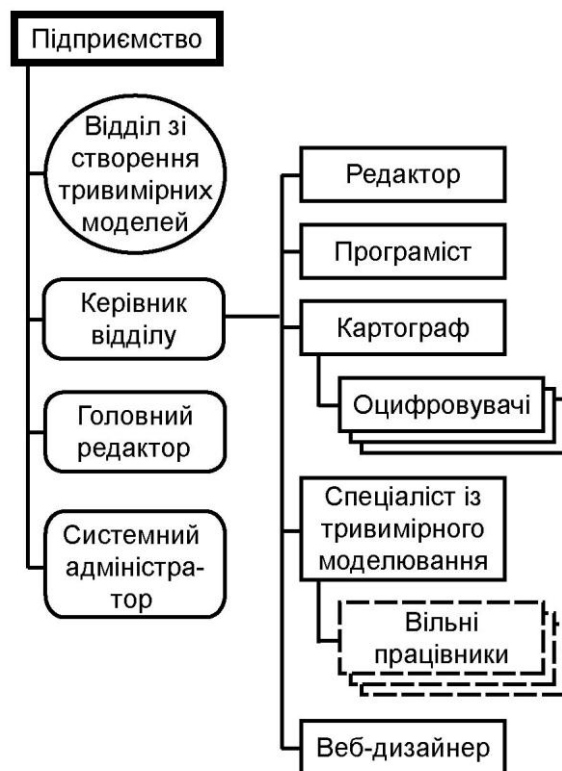 Підприємство
Відділ зі
створення
тривимірних
моделей
Керівник
відділу
Головний
редактор
Системний
адміністра-
тор
Редактор
Програміст
Картограф
Оцифровувачі
Спеціаліст із
тривимірного
моделювання
Вільні
працівники
Веб-дизайнер